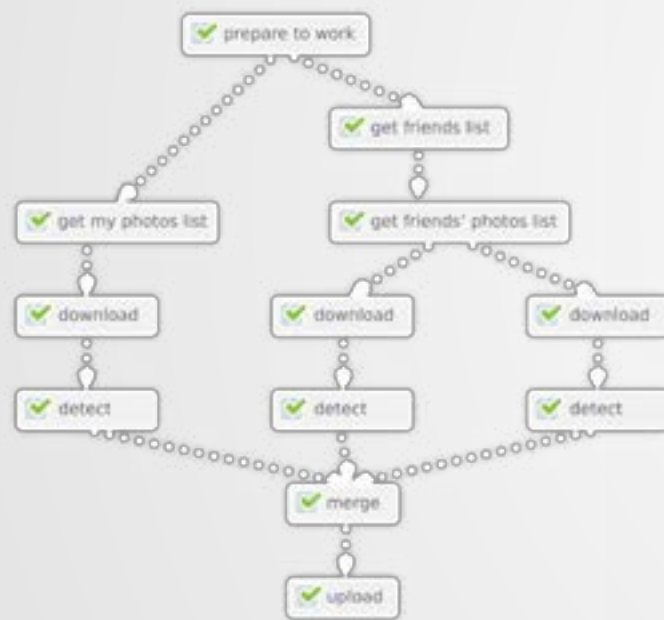 prepare to work
get friends list
get my photos list
get friends' photos list
download
download
download
detect
detect
detect
merge
upload